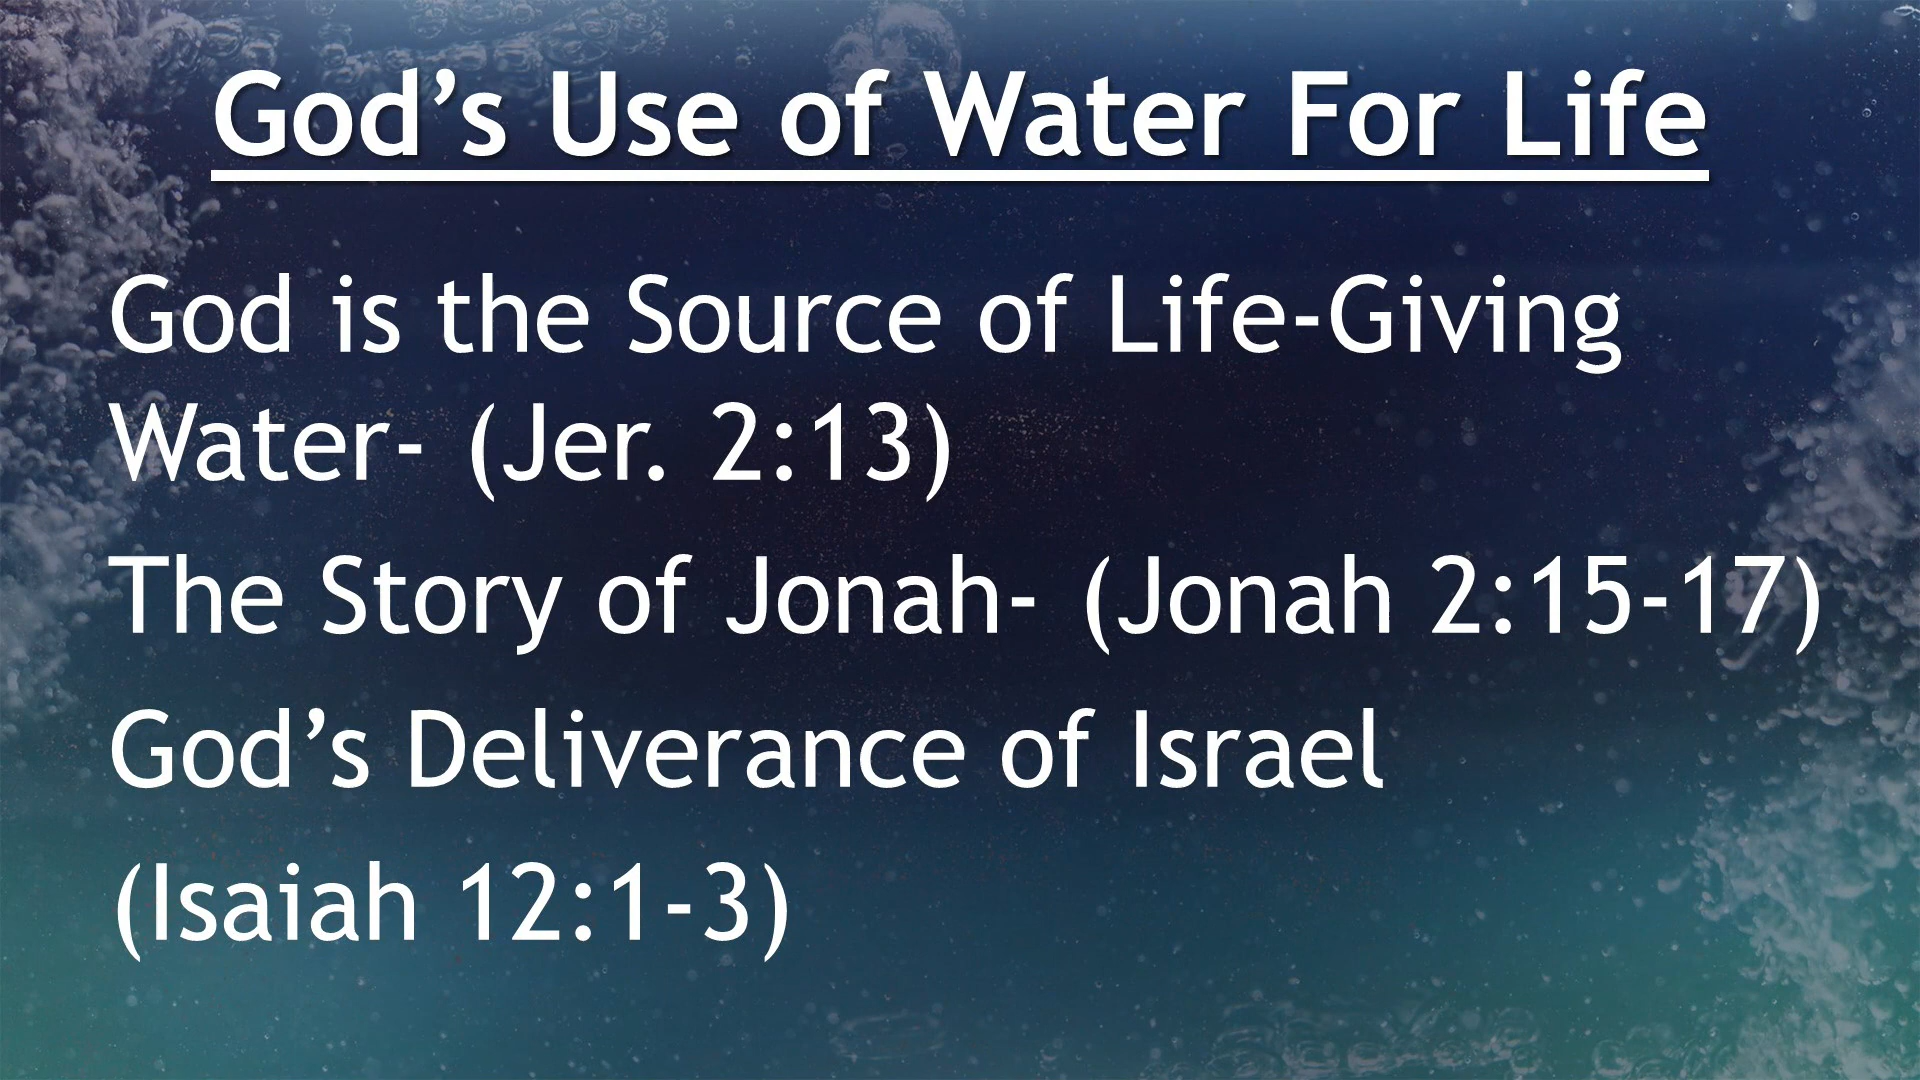 God’s Use of Water For Life
God is the Source of Life-Giving
Water- (Jer. 2:13)
The Story of Jonah- (Jonah 2:15-17)
God’s Deliverance of Israel
(Isaiah 12:1-3)